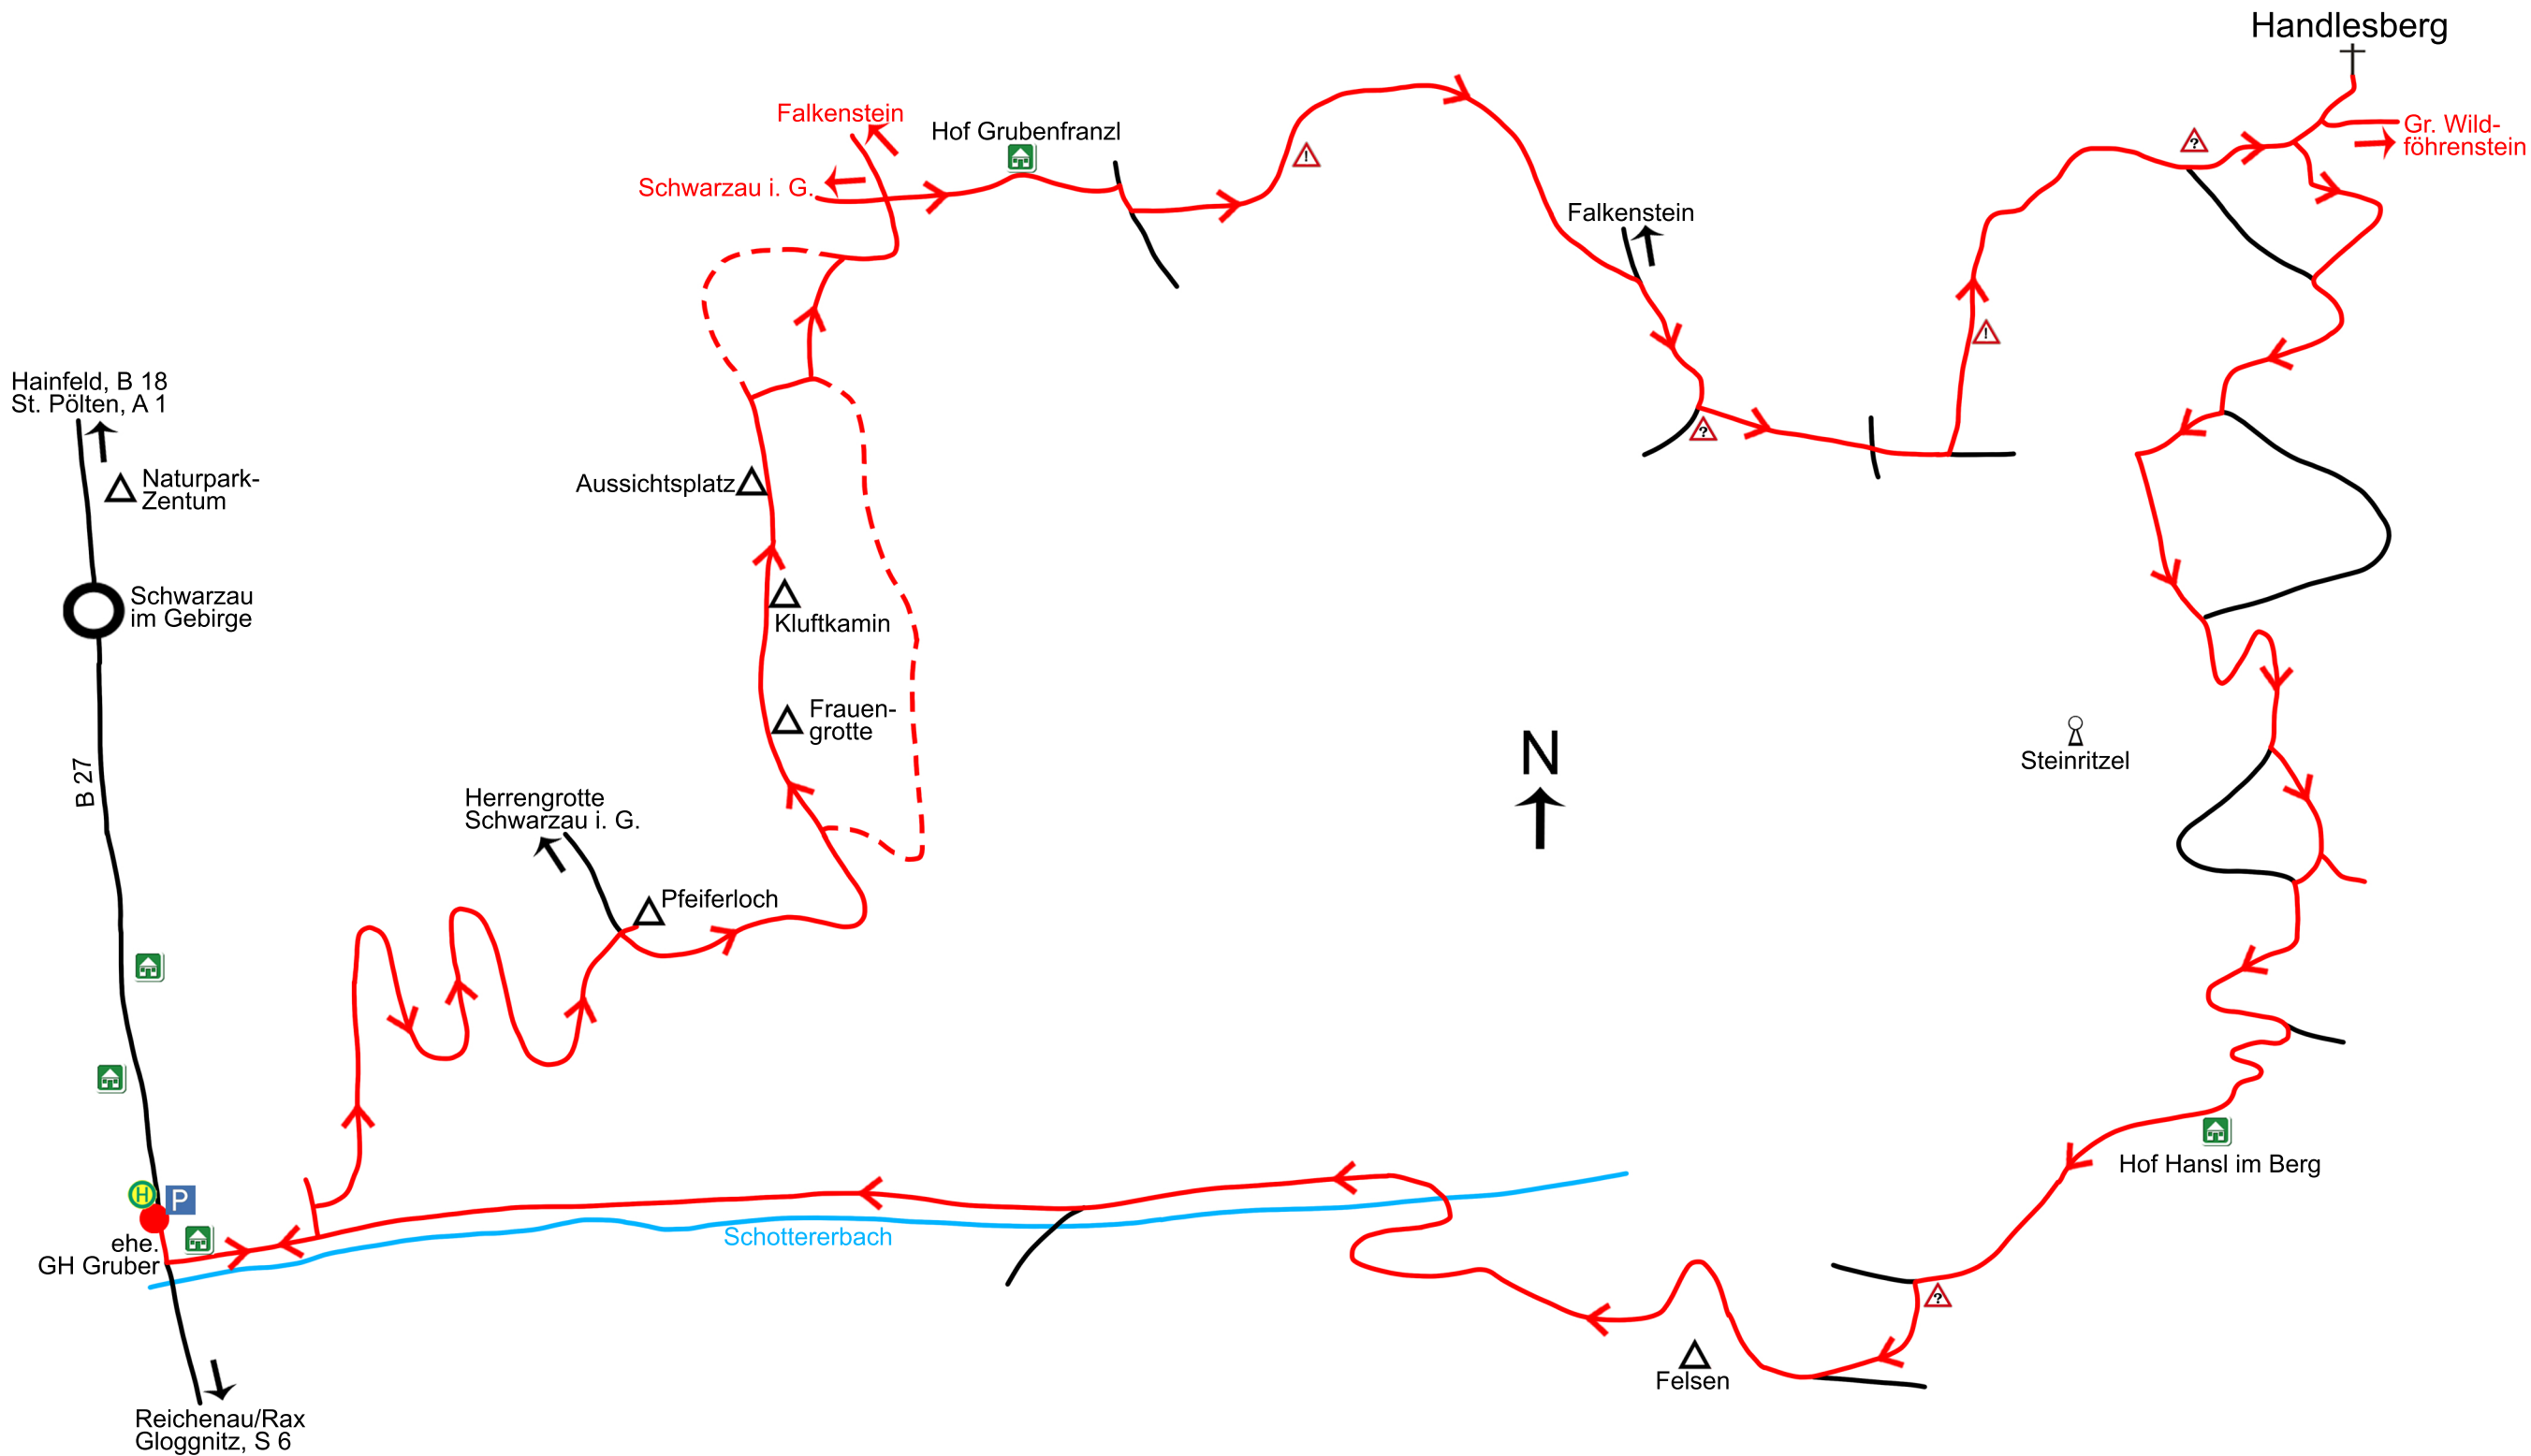 Handlesberg
Falkenstein
Hof Grubenfranzl
Gr. Wild-
föhrenstein
Schwarzau i. G.
!
?
Falkenstein
!
Hainfeld, B 18
St. Pölten, A 1
?
Naturpark-
Zentum
Aussichtsplatz
Schwarzau
im Gebirge
Kluftkamin
Frauen-
grotte
N
Steinritzel
B 27
Herrengrotte
Schwarzau i. G.
Pfeiferloch
Hof Hansl im Berg
H
P
ehe.
GH Gruber
Schottererbach
?
Felsen
Reichenau/Rax
Gloggnitz, S 6